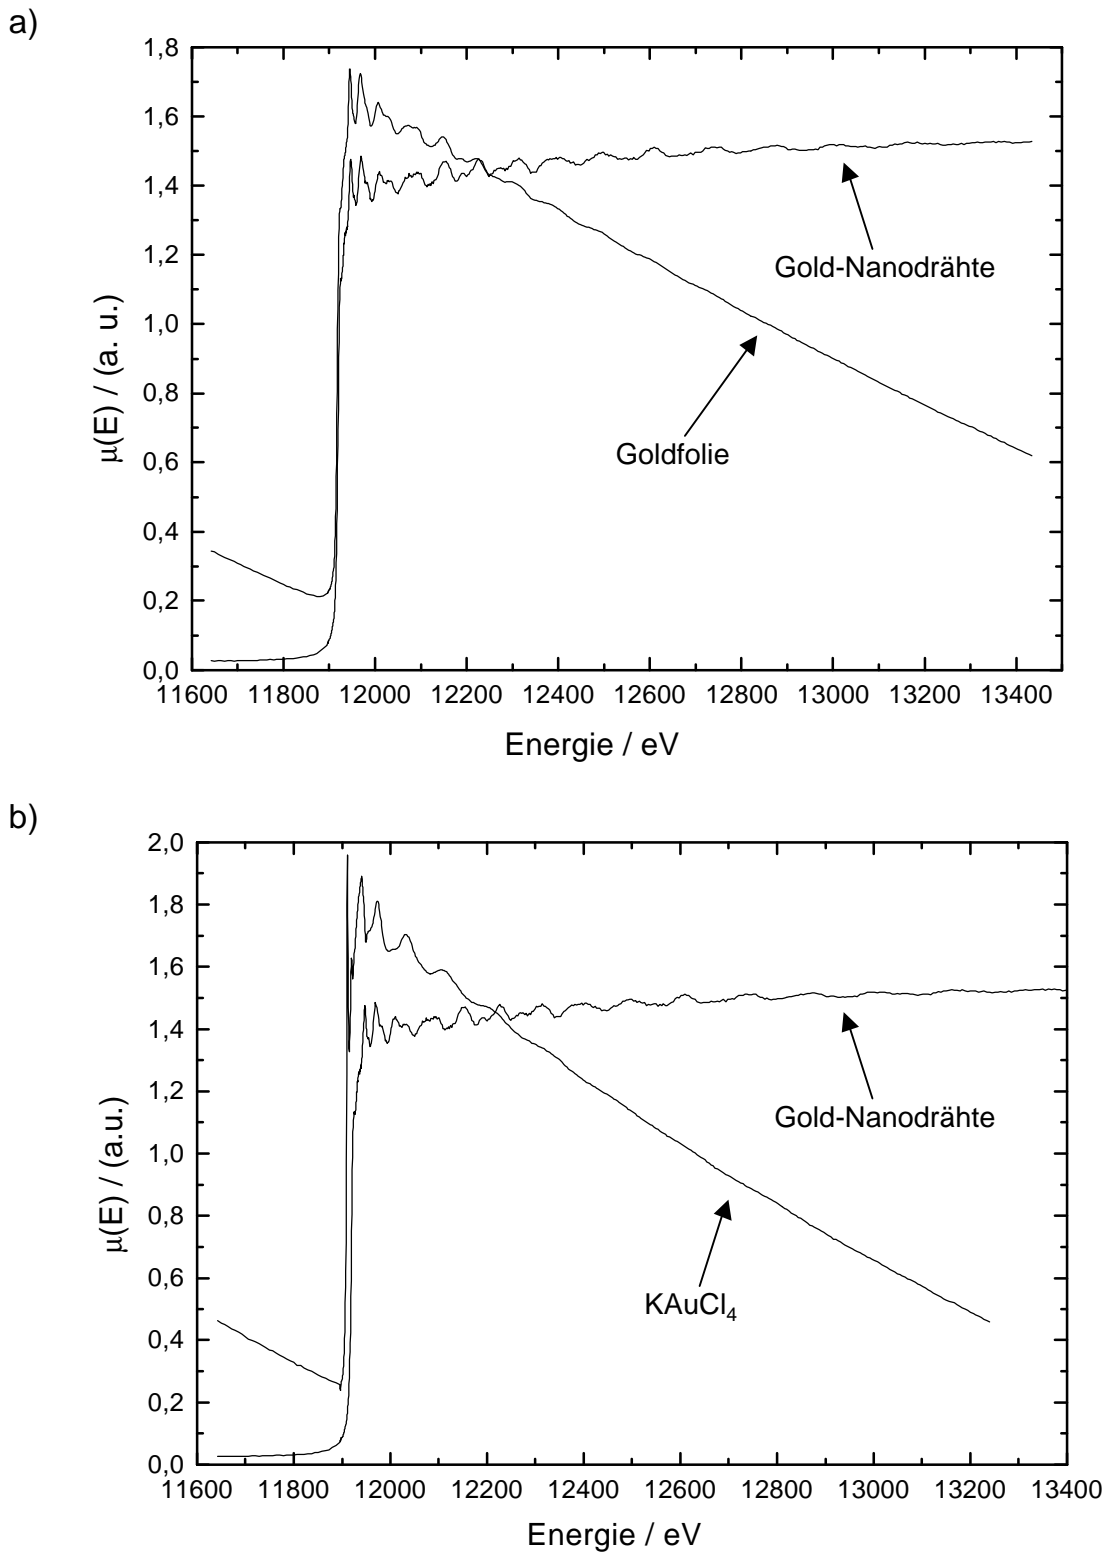 a)
1,8
1,6
1,4
1,2
1,0
0,8
0,6
0,4
0,2
0,0
μ(E) / (a. u.)
Gold-Nanodrähte
Goldfolie
11600 11800 12000 12200 12400 12600 12800 13000 13200 13400
Energie / eV
b)
2,0
1,8
1,6
1,4
1,2
1,0
0,8
0,6
0,4
0,2
0,0
μ(E) / (a.u.)
Gold-Nanodrähte
KAuCl₄
11600 11800 12000 12200 12400 12600 12800 13000 13200 13400
Energie / eV